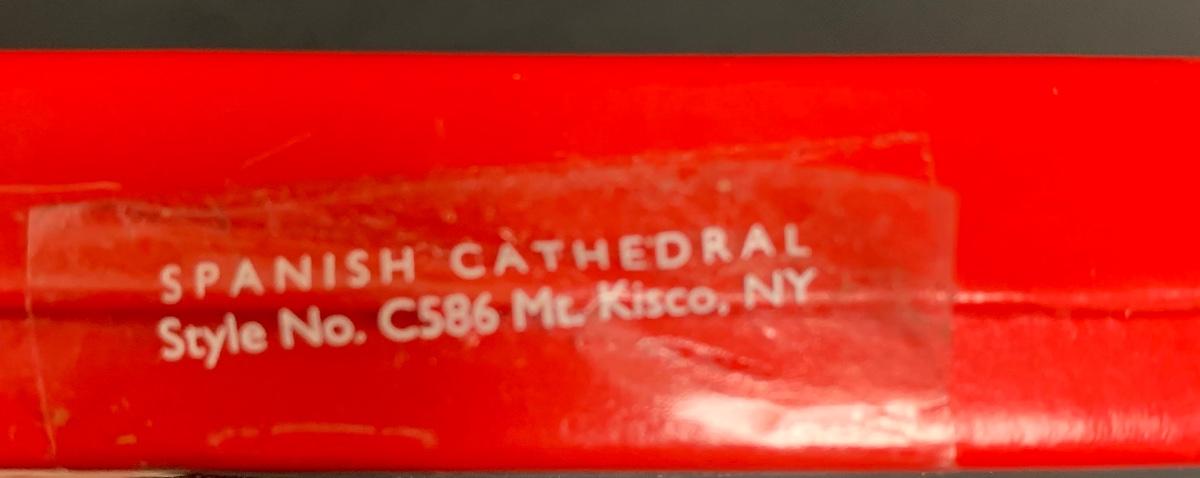 SPANISH CATHEDRAL
Style No. C586 Mt. Kisco, NY